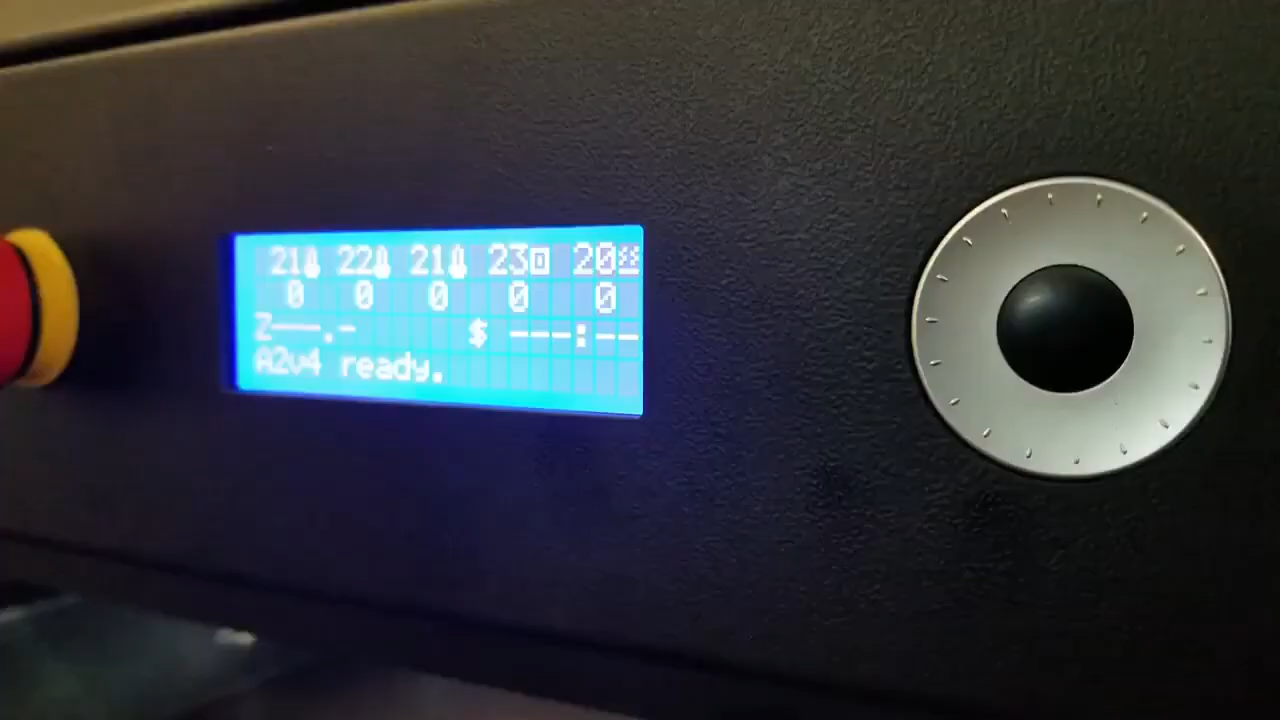 21 22 21 23 20
0 0 0 0 0
Z---.- $ ---:--
A2v4 ready.